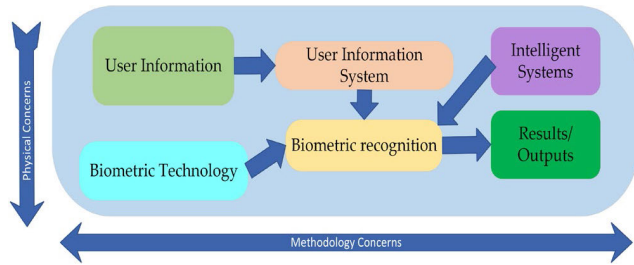 Physical Concerns
User Information
User Information
System
Intelligent
Systems
Biometric Technology
Biometric recognition
Results/
Outputs
Methodology Concerns